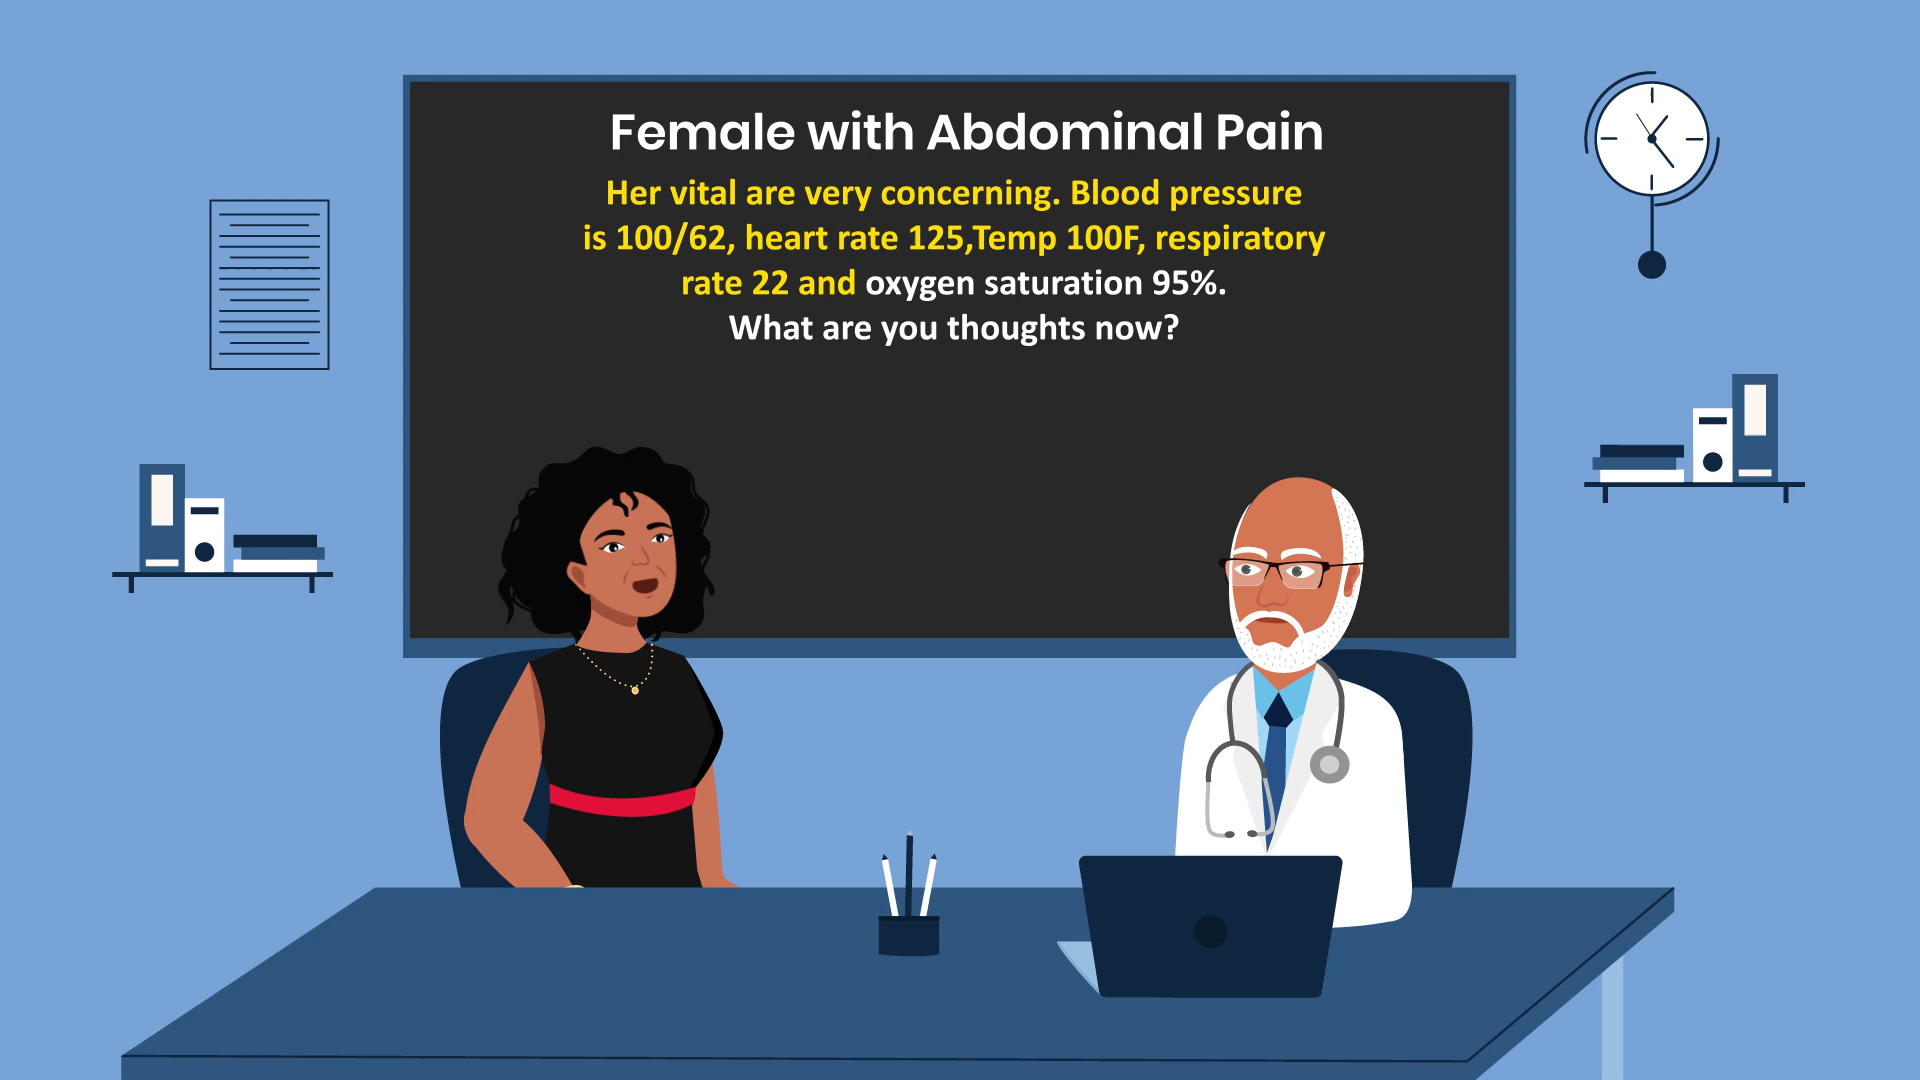 Female with Abdominal Pain
Her vital are very concerning. Blood pressure
is 100/62, heart rate 125,Temp 100F, respiratory
rate 22 and oxygen saturation 95%.
What are you thoughts now?